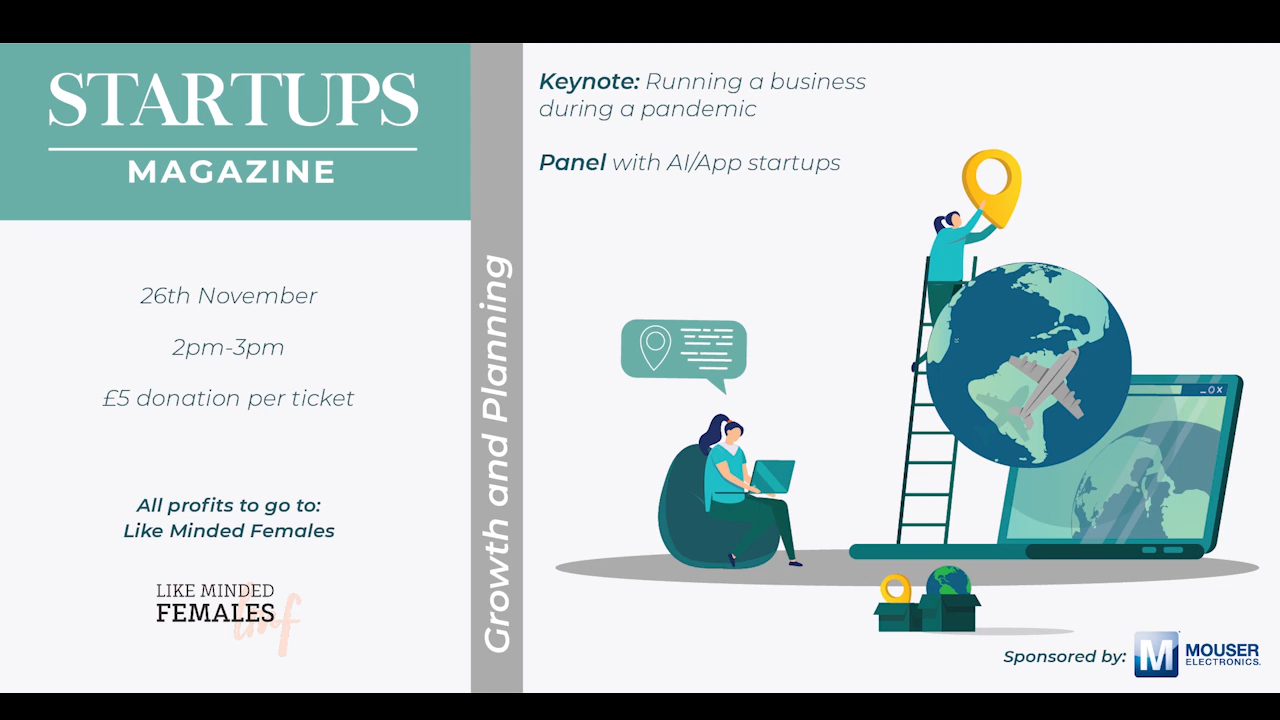 STARTUPS
MAGAZINE
26th November
2pm-3pm
£5 donation per ticket
All profits to go to:
Like Minded Females
LIKE MINDED
FEMALES
lmf
Growth and Planning
Keynote: Running a business
during a pandemic
Panel with AI/App startups
Sponsored by:
M
MOUSER
ELECTRONICS.